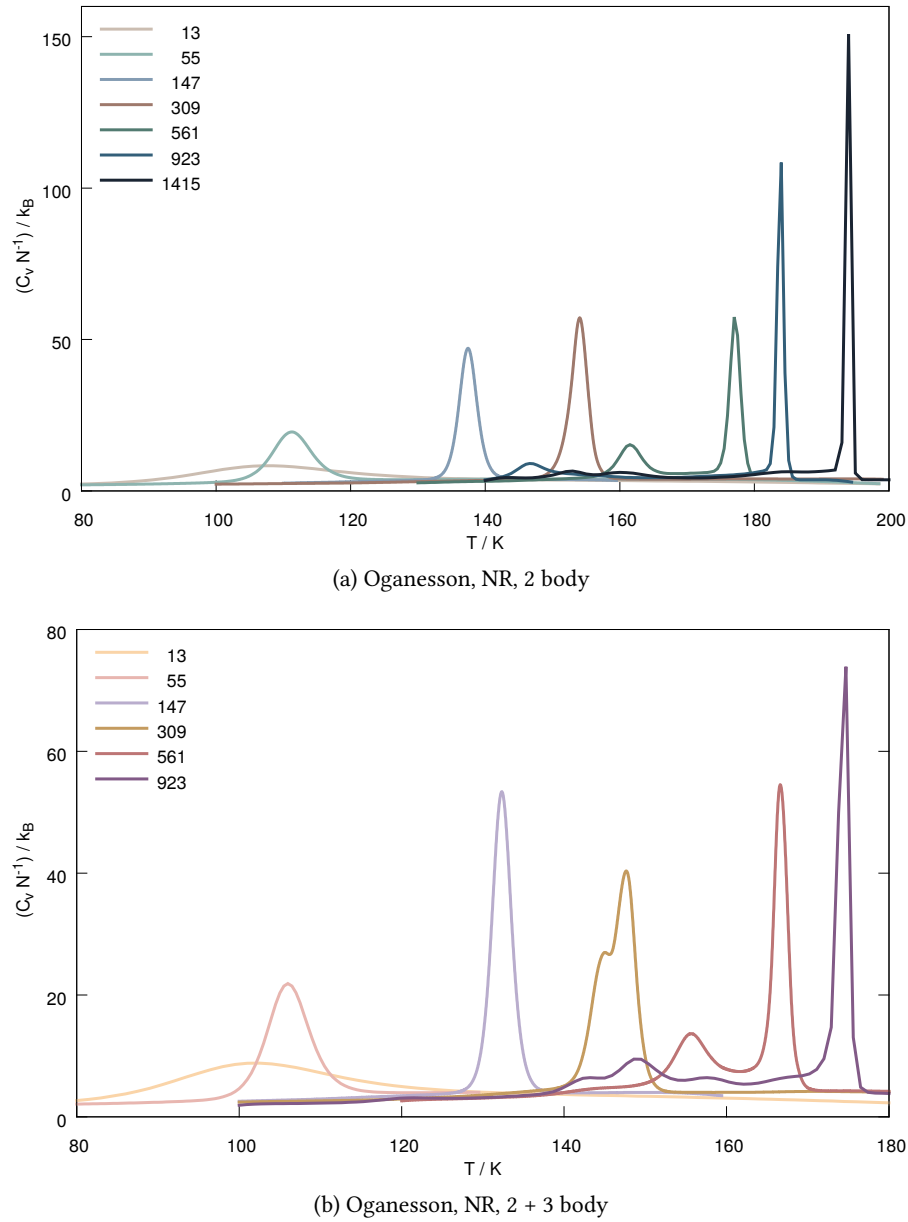 150
100
50
0
(Cᵥ N⁻¹) / k_B
13
55
147
309
561
923
1415
80 100 120 140 160 180 200
T / K
(a) Oganesson, NR, 2 body
80
60
40
20
0
(Cᵥ N⁻¹) / k_B
13
55
147
309
561
923
80 100 120 140 160 180
T / K
(b) Oganesson, NR, 2 + 3 body